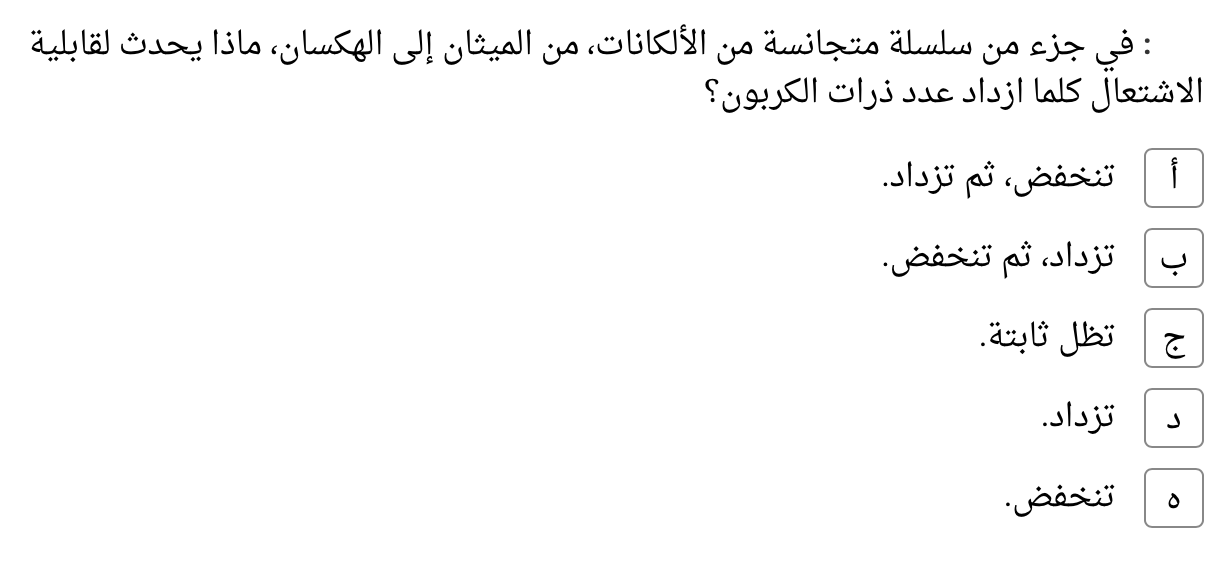 : في جزء من سلسلة متجانسة من الألكانات، من الميثان إلى الهكسان، ماذا يحدث لقابلية
الاشتعال كلما ازداد عدد ذرات الكربون؟
أ تنخفض، ثم تزداد.
ب تزداد، ثم تنخفض.
ج تظل ثابتة.
د تزداد.
ه تنخفض.